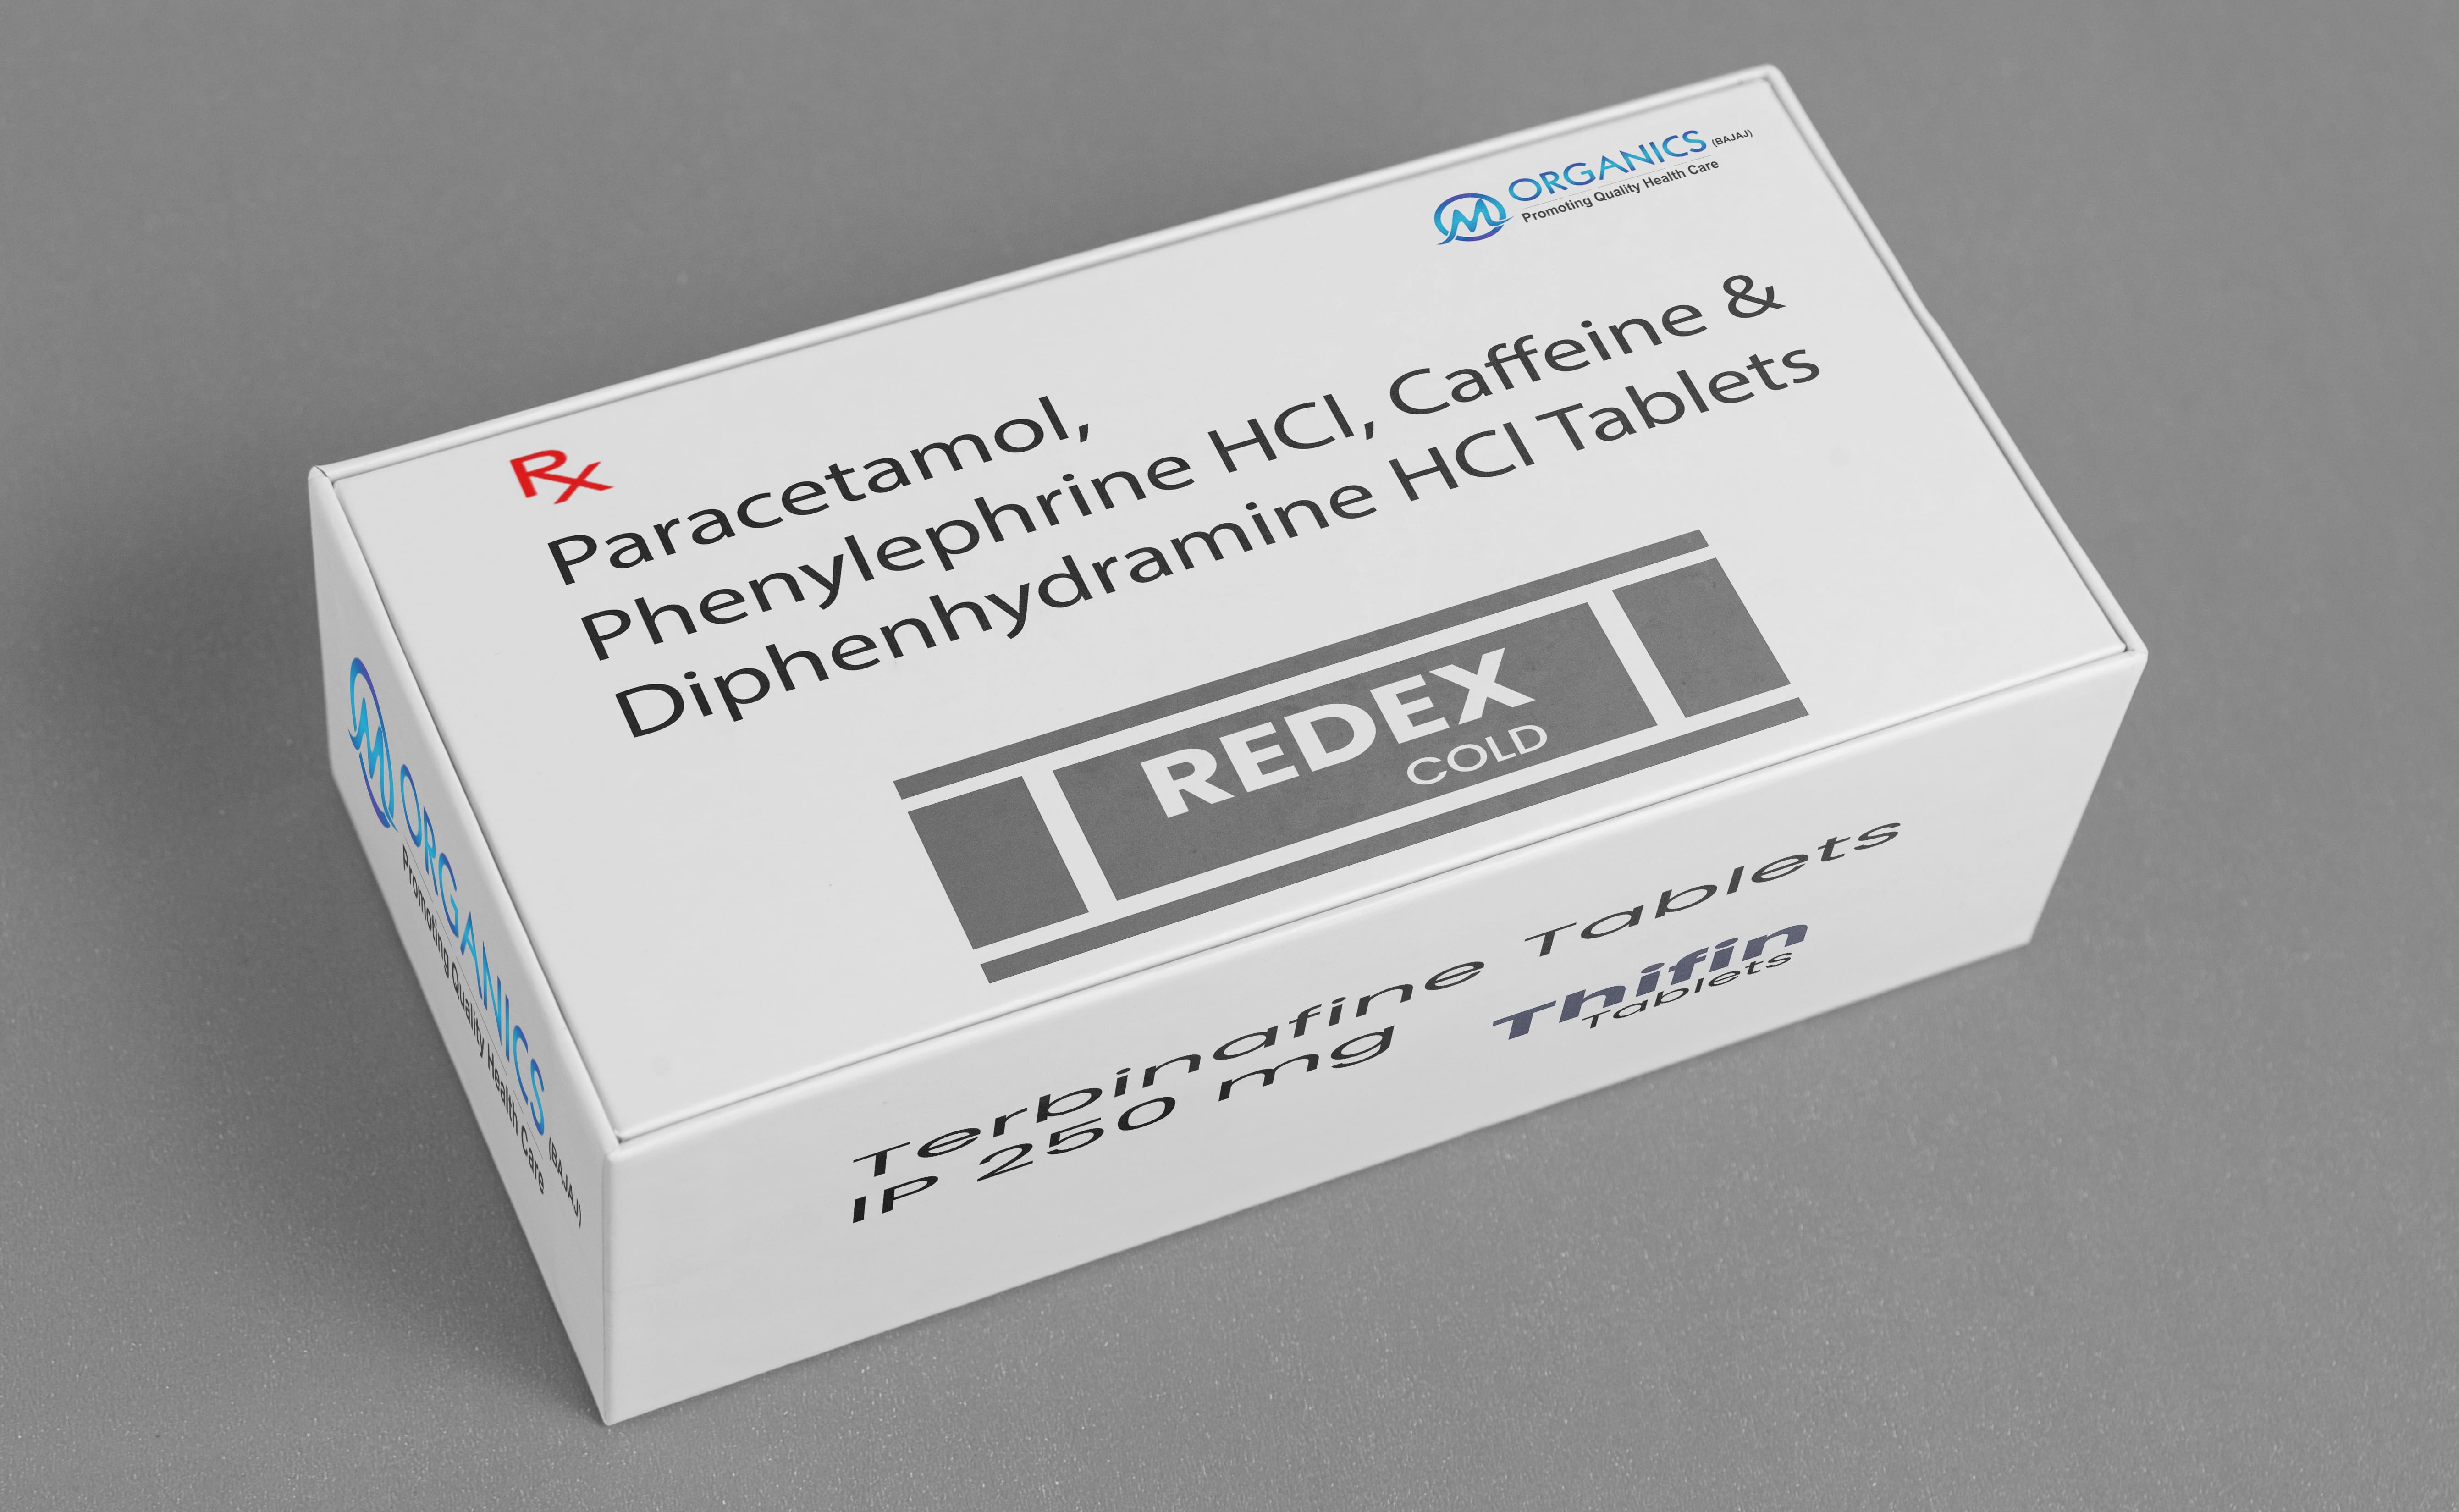 ORGANICS (BAJAJ)
Promoting Quality Health Care
Rx
Paracetamol,
Phenylephrine HCl, Caffeine &
Diphenhydramine HCl Tablets
REDEX
COLD
Terbinafine Tablets
IP 250 mg
Thifin
Tablets
ORGANICS (BAJAJ)
Promoting Quality Health Care